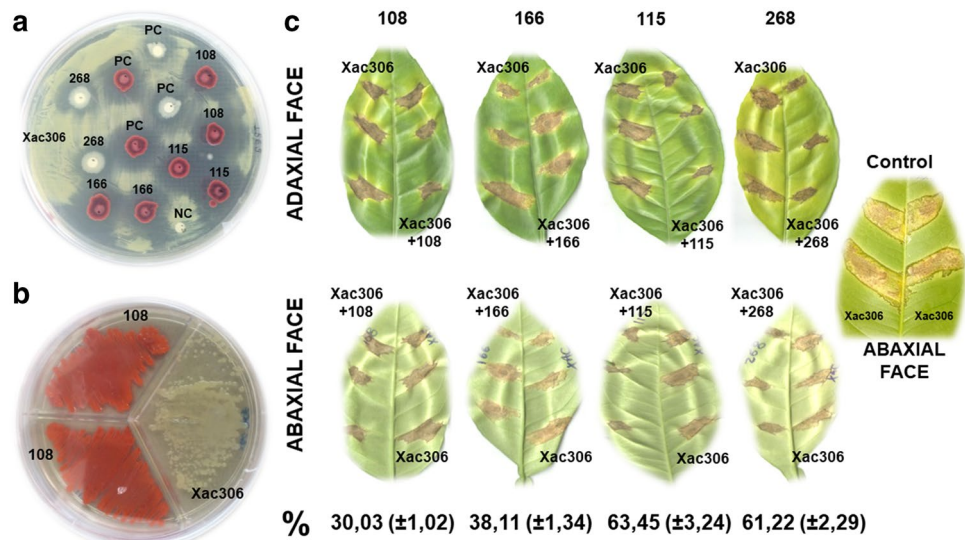 a
PC
PC
108
268
PC
Xac306
PC
108
268
115
115
166
166
NC
b
108
108
Xac306
c
108
166
115
268
ADAXIAL FACE
Xac306
Xac306
Xac306
Xac306
Xac306
+108
Xac306
+166
Xac306
+115
Xac306
+268
Control
Xac306
Xac306
ABAXIAL
FACE
ABAXIAL FACE
Xac306
+108
Xac306
+166
Xac306
+115
Xac306
+268
166
268
Xac306
Xac306
Xac306
Xac306
% 30,03 (±1,02) 38,11 (±1,34) 63,45 (±3,24) 61,22 (±2,29)